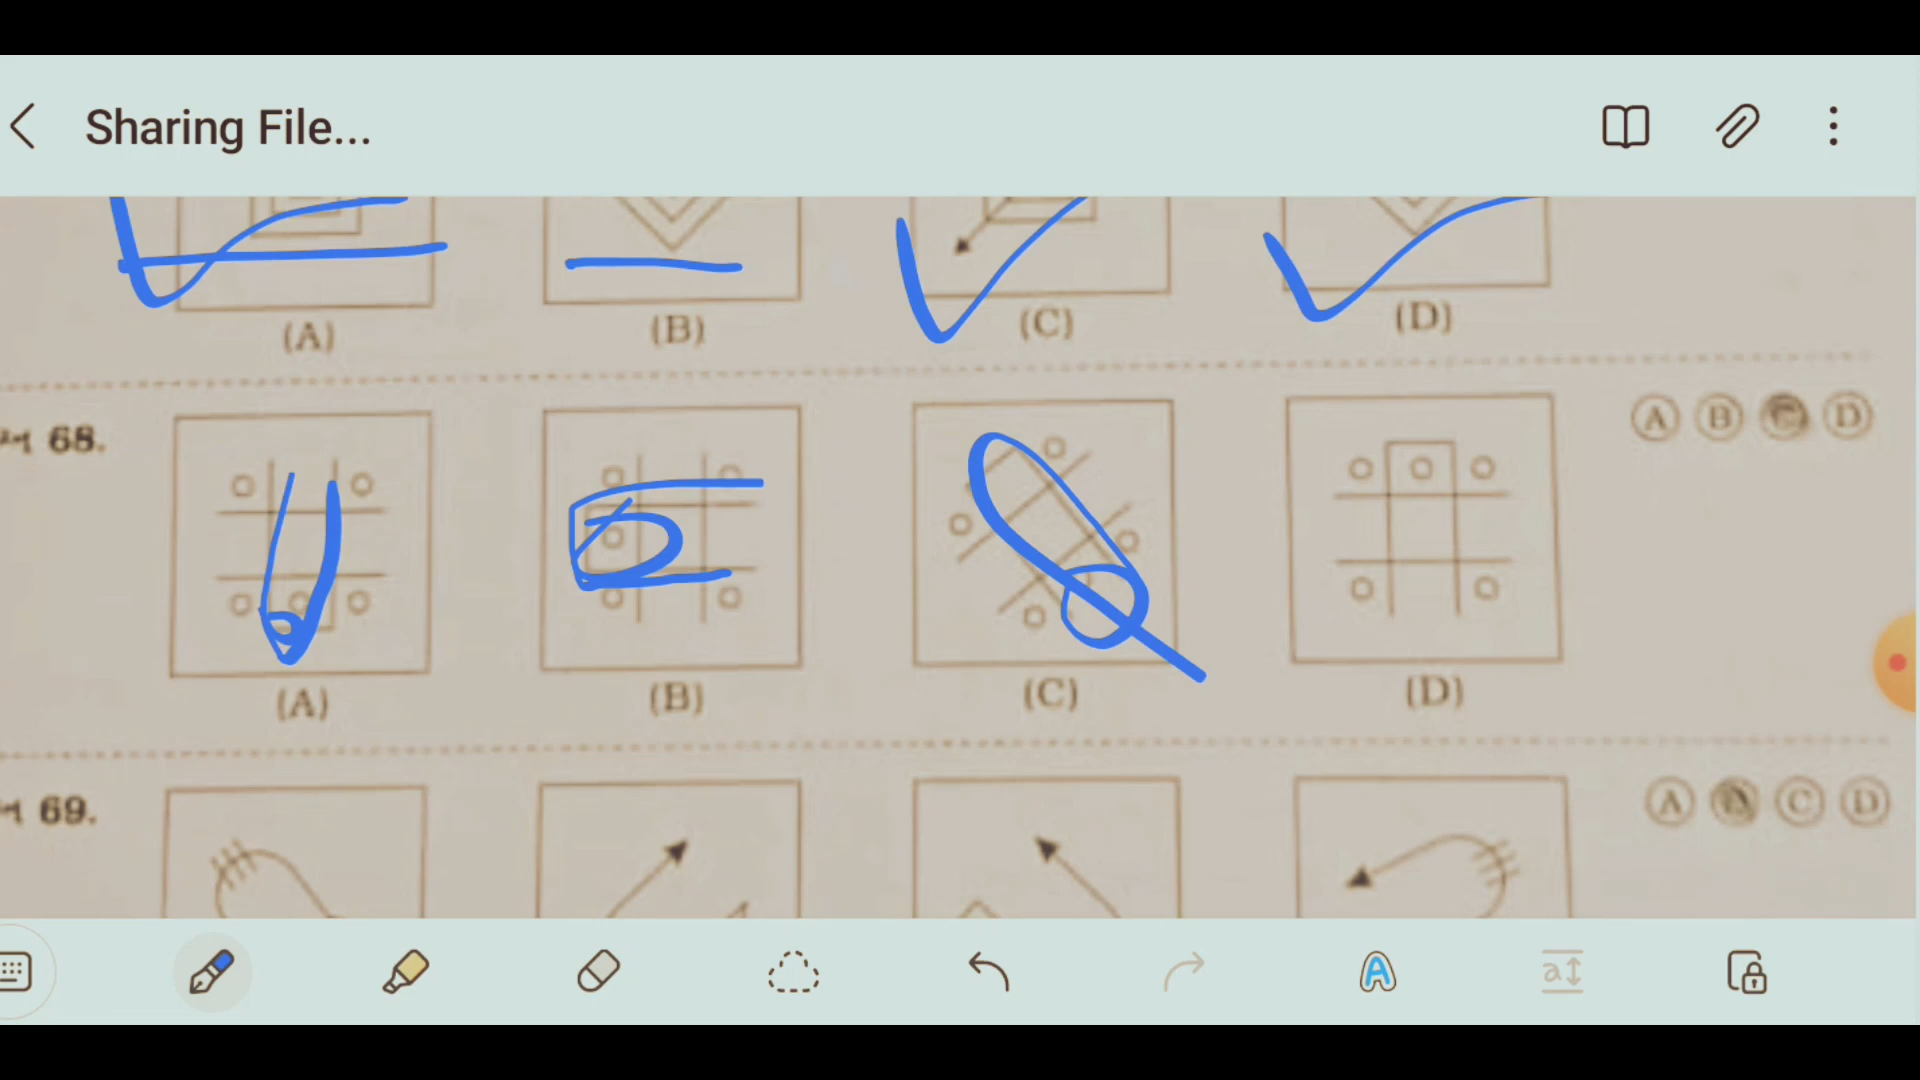 Sharing File...
(A) (B) (C) (D)
68. A B C D
(A) (B) (C) (D)
69. A B C D